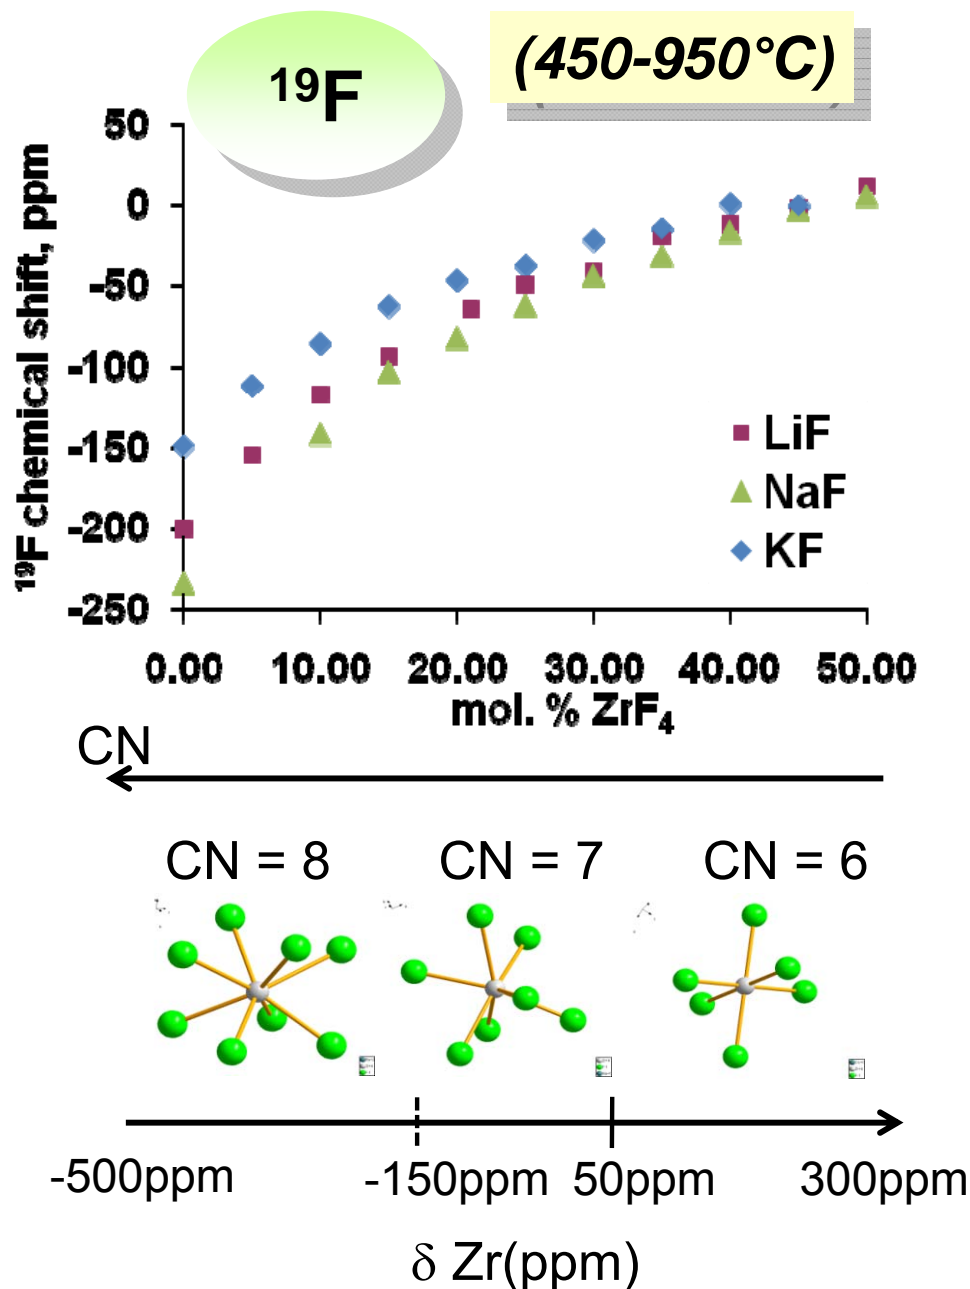 ¹⁹F
(450-950°C)
¹⁹F chemical shift, ppm
50
0
-50
-100
-150
-200
-250
LiF
NaF
KF
0.00 10.00 20.00 30.00 40.00 50.00
mol. % ZrF₄
CN
CN = 8 CN = 7 CN = 6
-500ppm -150ppm 50ppm 300ppm
δ Zr(ppm)